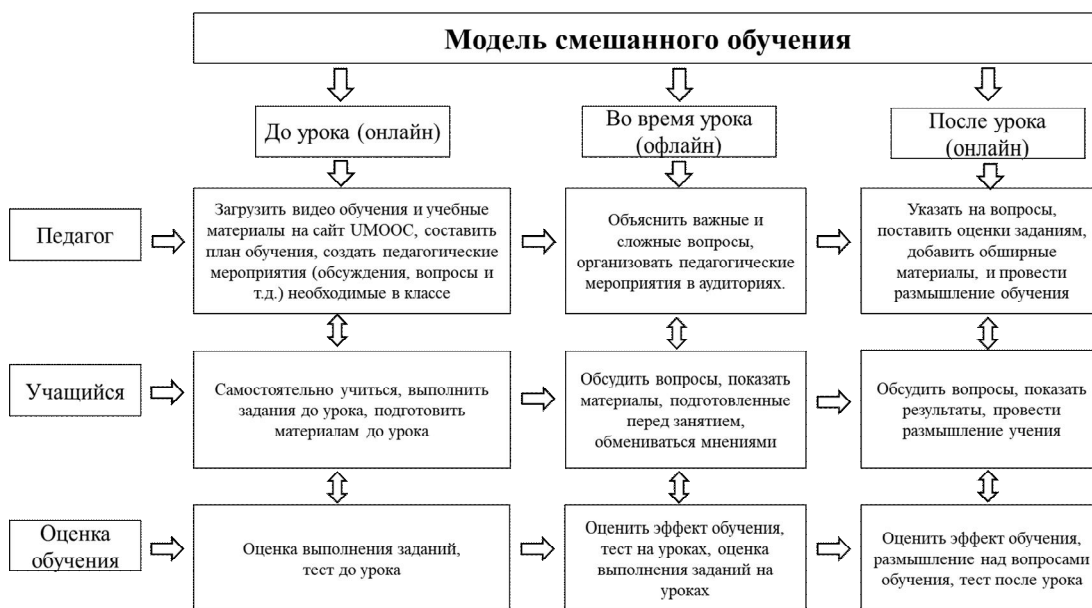 Модель смешанного обучения
До урока (онлайн)
Во время урока
(офлайн)
После урока
(онлайн)
Педагог
Загрузить видео обучения и учебные
материалы на сайт UMOOC, составить
план обучения, создать педагогические
мероприятия (обсуждения, вопросы и
т.д.) необходимые в классе
Объяснить важные и
сложные вопросы,
организовать педагогические
мероприятия в аудиториях.
Указать на вопросы,
поставить оценки заданиям,
добавить обширные
материалы, и провести
размышление обучения
Учащийся
Самостоятельно учиться, выполнить
задания до урока, подготовить
материалам до урока
Обсудить вопросы, показать
материалы, подготовленные
перед занятием,
обмениваться мнениями
Обсудить вопросы, показать
результаты, провести
размышление учения
Оценка
обучения
Оценка выполнения заданий,
тест до урока
Оценить эффект обучения,
тест на уроках, оценка
выполнения заданий на
уроках
Оценить эффект обучения,
размышление над вопросами
обучения, тест после урока